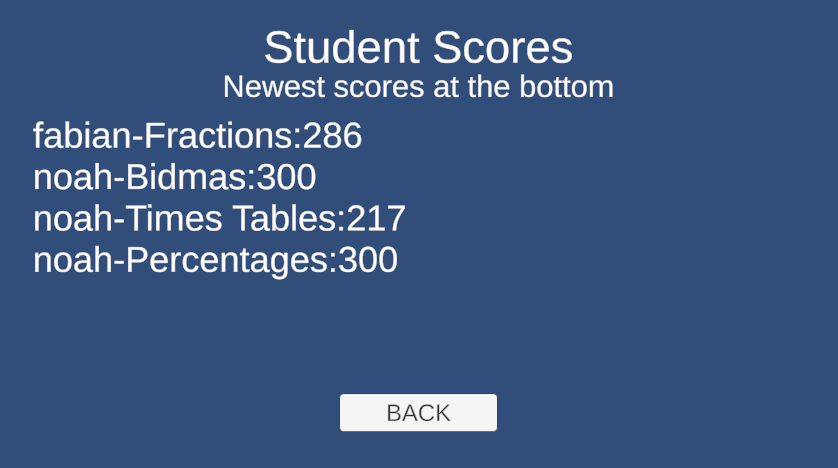 Student Scores
Newest scores at the bottom
fabian-Fractions:286
noah-Bidmas:300
noah-Times Tables:217
noah-Percentages:300
BACK